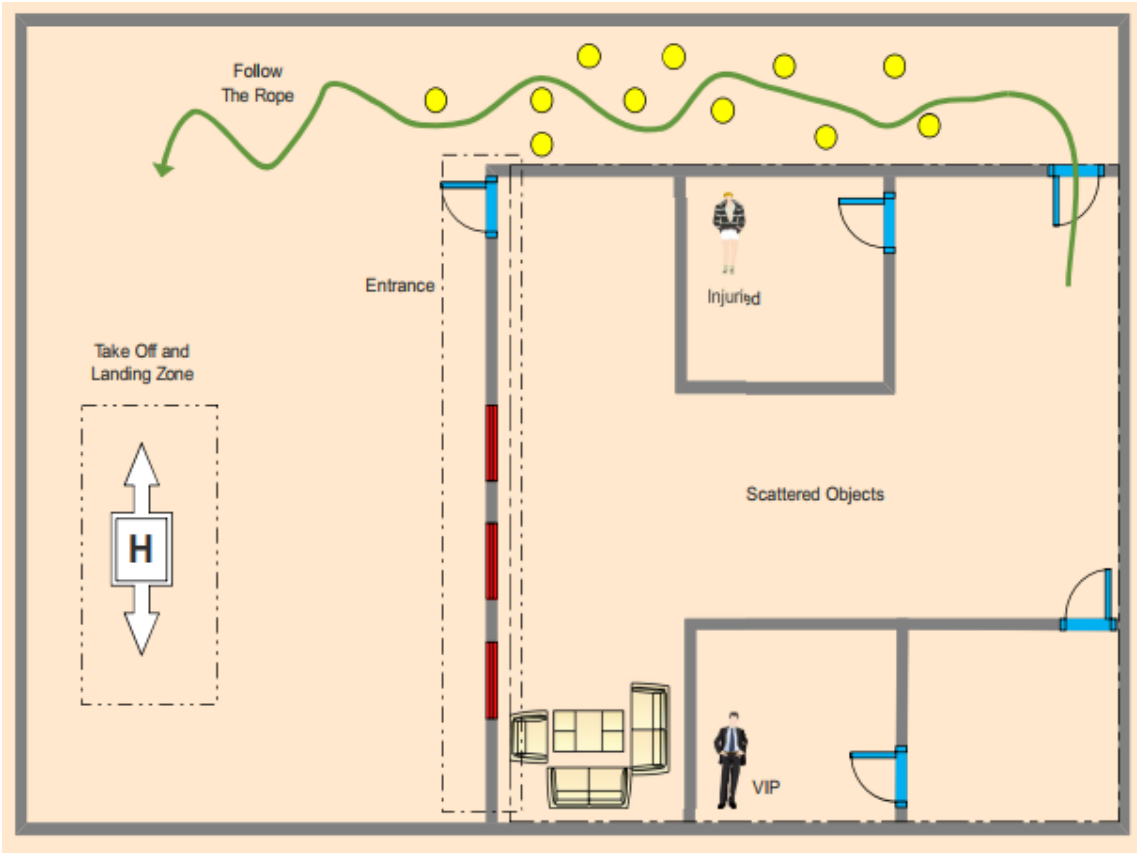 Follow
The Rope
Entrance
Injuried
Take Off and
Landing Zone
Scattered Objects
H
VIP